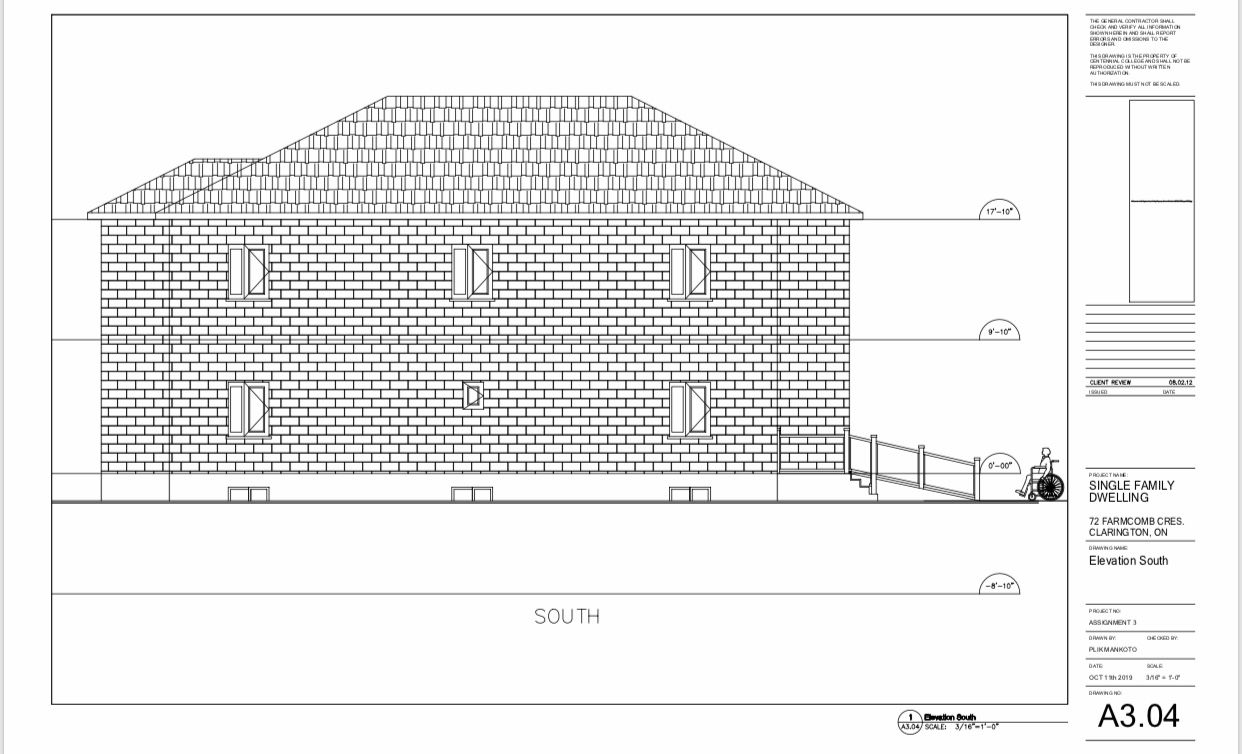 THE GENERAL CONTRACTOR SHALL
CHECK AND VERIFY ALL INFORMATION
SHOWN HEREIN AND SHALL REPORT
ERRORS AND OMISSIONS TO THE
DESIGNER.
THIS DRAWING IS THE PROPERTY OF
CENTENNIAL COLLEGE AND SHALL NOT BE
REPRODUCED WITHOUT WRITTEN
AUTHORIZATION.
THIS DRAWING MUST NOT BE SCALED.
17'-10"
9'-10"
0'-00"
-8'-10"
SOUTH
1 Elevation South
A3.04 SCALE: 3/16"=1'-0"
CLIENT REVIEW 08.02.12
ISSUED DATE
PROJECT NAME:
SINGLE FAMILY
DWELLING
72 FARMCOMB CRES.
CLARINGTON, ON
DRAWING NAME:
Elevation South
PROJECT NO:
ASSIGNMENT 3
DRAWN BY: CHECKED BY:
PLIKMANKOTO
DATE: SCALE:
OCT 11th 2019 3/16" = 1'-0"
DRAWING NO:
A3.04